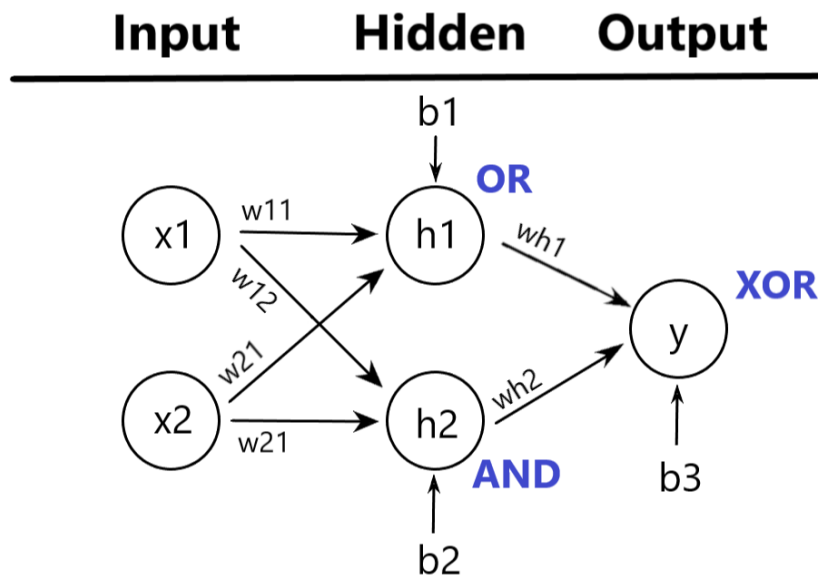 Input Hidden Output
b1
OR
x1 w11 h1 wh1
w12
XOR
y
w21
x2 w21 h2 wh2
AND
b3
b2